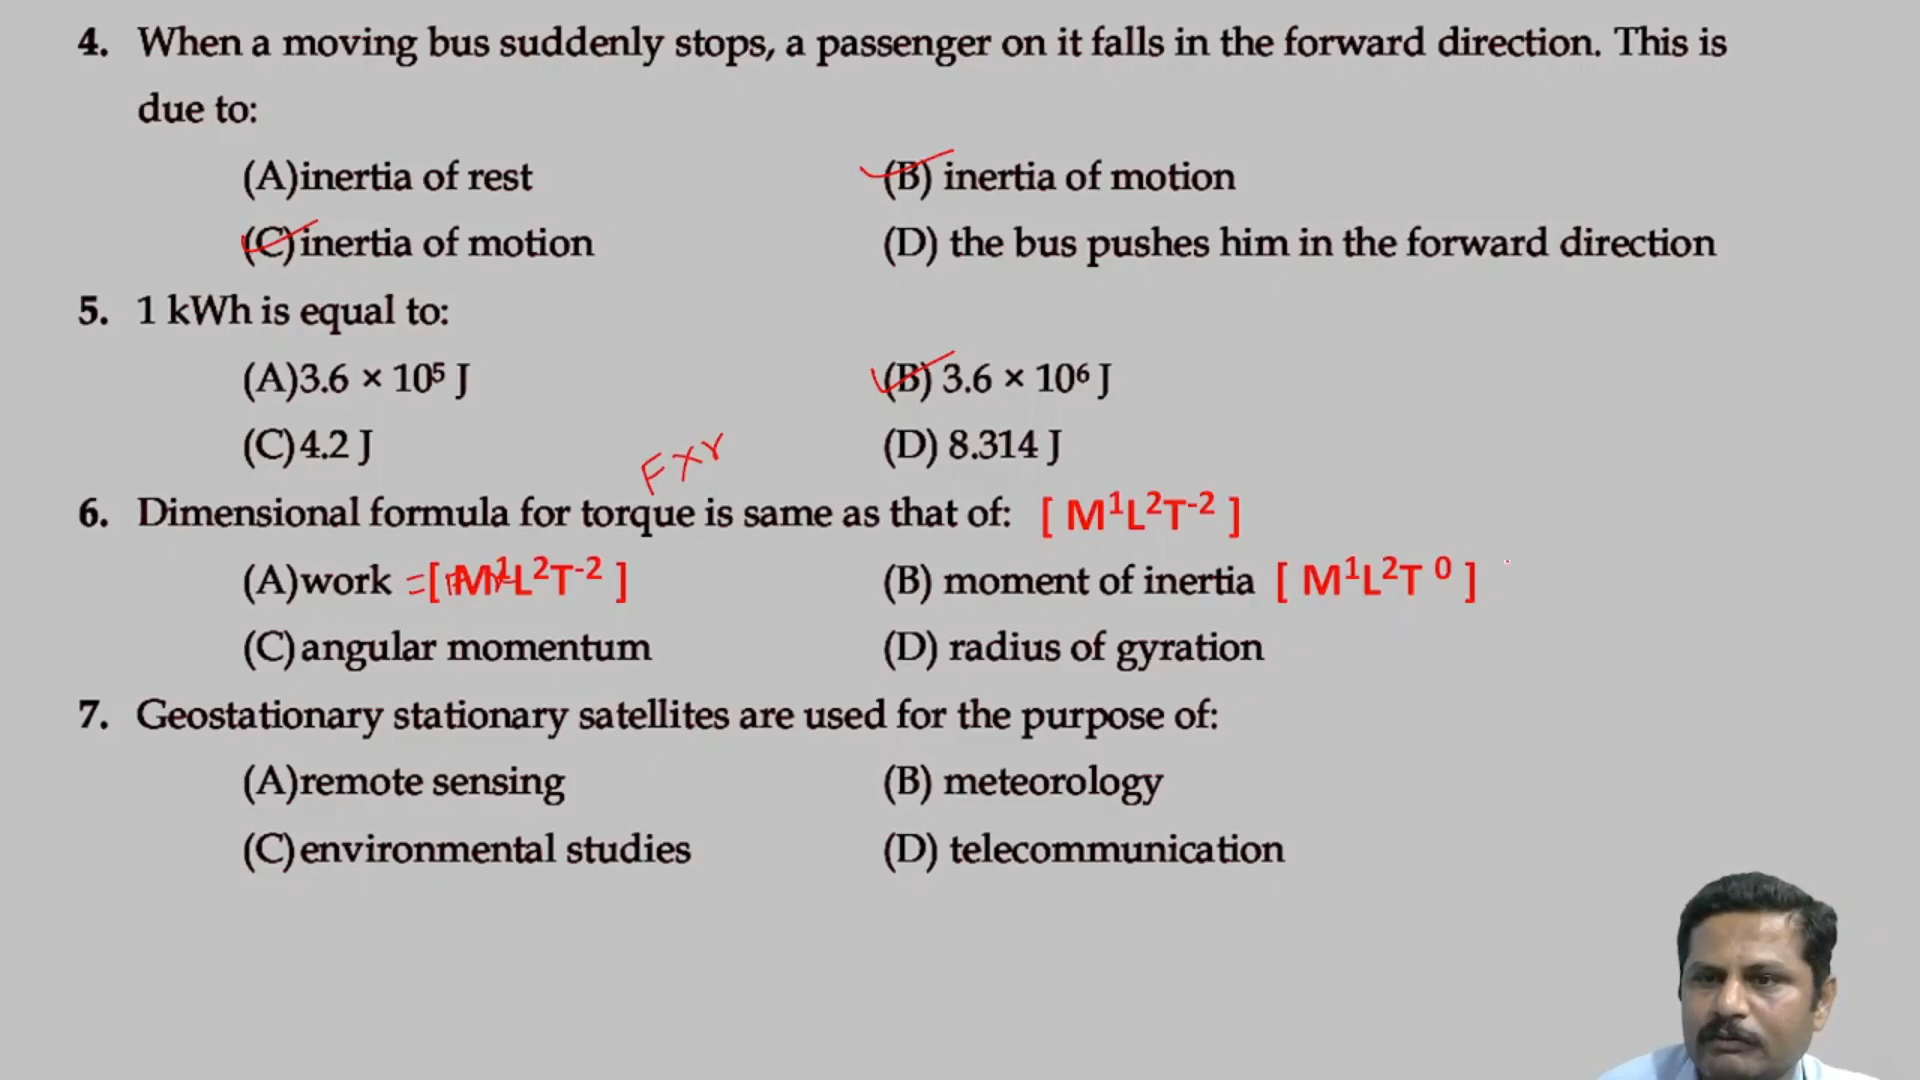 4. When a moving bus suddenly stops, a passenger on it falls in the forward direction. This is
due to:
(A) inertia of rest (B) inertia of motion
(C) inertia of motion (D) the bus pushes him in the forward direction
5. 1 kWh is equal to:
(A) 3.6 × 10⁵ J (B) 3.6 × 10⁶ J
(C) 4.2 J (D) 8.314 J
F×r
6. Dimensional formula for torque is same as that of: [ M¹L²T⁻² ]
(A) work = [ M¹L²T⁻² ] (B) moment of inertia [ M¹L²T ⁰ ]
(C) angular momentum (D) radius of gyration
7. Geostationary stationary satellites are used for the purpose of:
(A) remote sensing (B) meteorology
(C) environmental studies (D) telecommunication